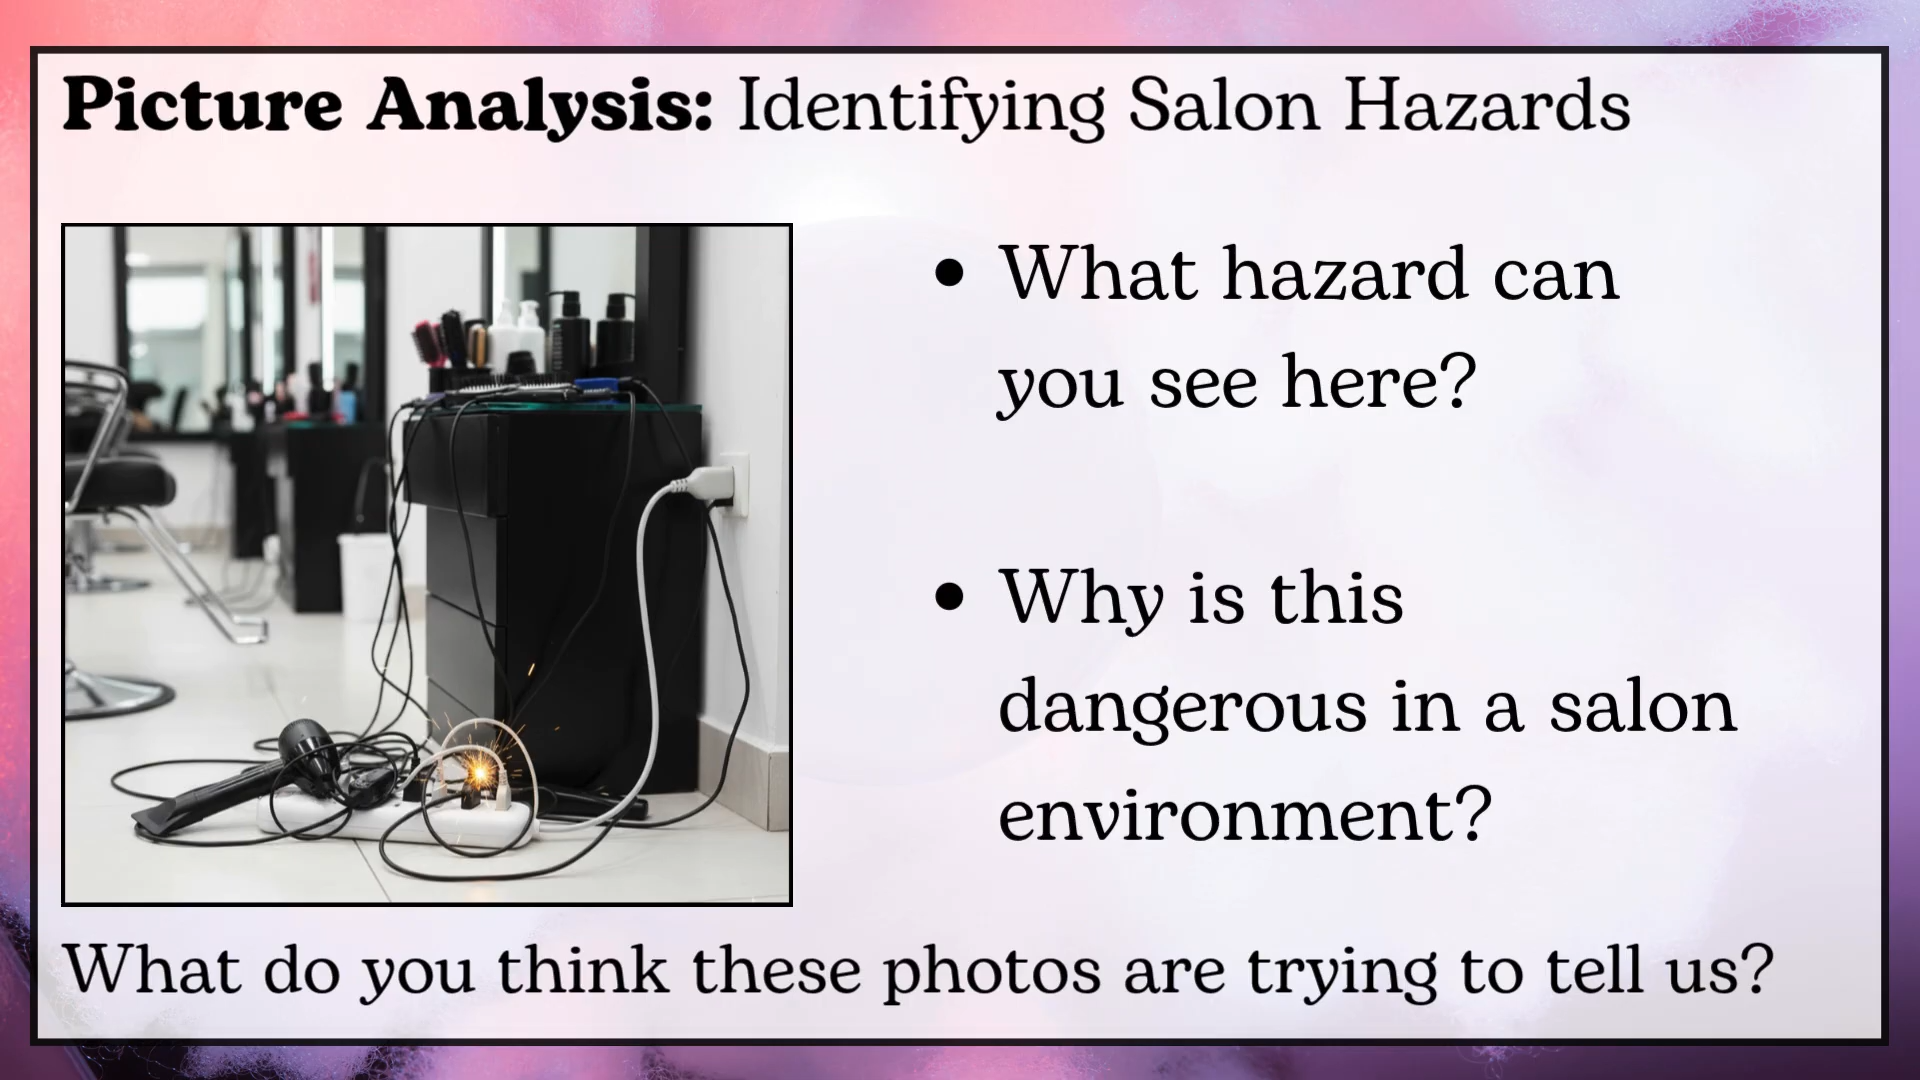 Picture Analysis: Identifying Salon Hazards
• What hazard can
you see here?
• Why is this
dangerous in a salon
environment?
What do you think these photos are trying to tell us?